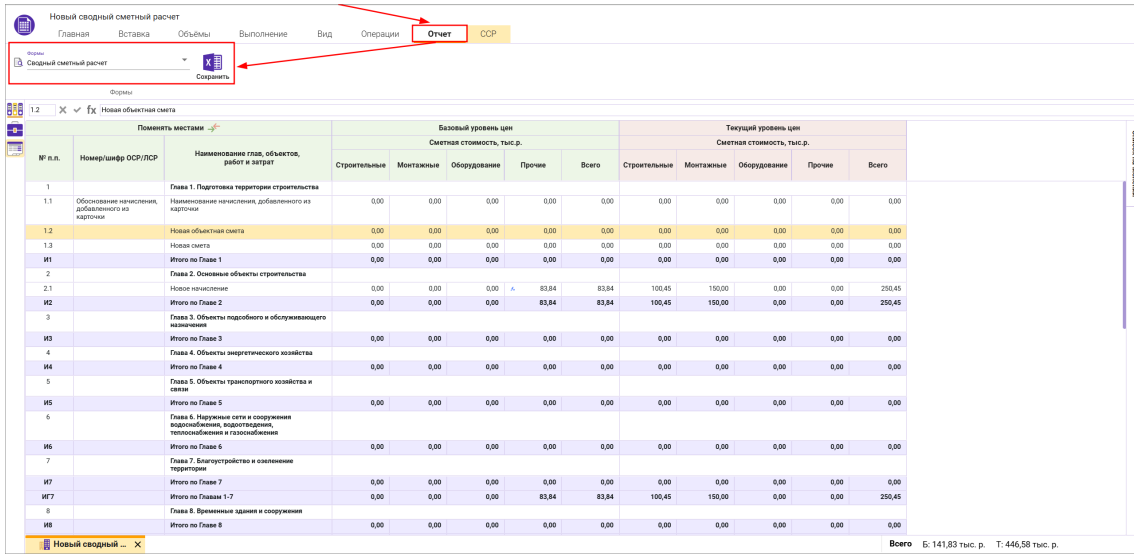 Новый сводный сметный расчет
Главная Вставка Объёмы Выполнение Вид Операции Отчет ССР
Формы
Сводный сметный расчет
Сохранить
Формы
1.2 fx Новая объектная смета
Поменять местами Базовый уровень цен Текущий уровень цен
Сметная стоимость, тыс.р. Сметная стоимость, тыс.р.
№ п.п. Номер/шифр ОСР/ЛСР Наименование глав, объектов,
работ и затрат
Строительные Монтажные Оборудование Прочие Всего Строительные Монтажные Оборудование Прочие Всего
1 Глава 1. Подготовка территории строительства
1.1 Обоснование начисления, Наименование начисления, добавленного из 0,00 0,00 0,00 0,00 0,00 0,00 0,00 0,00 0,00 0,00
добавленного из карточки
карточки
1.2 Новая объектная смета 0,00 0,00 0,00 0,00 0,00 0,00 0,00 0,00 0,00 0,00
1.3 Новая смета 0,00 0,00 0,00 0,00 0,00 0,00 0,00 0,00 0,00 0,00
И1 Итого по Главе 1 0,00 0,00 0,00 0,00 0,00 0,00 0,00 0,00 0,00 0,00
2 Глава 2. Основные объекты строительства
2.1 Новое начисление 0,00 0,00 0,00 83,84 83,84 100,45 150,00 0,00 0,00 250,45
И2 Итого по Главе 2 0,00 0,00 0,00 83,84 83,84 100,45 150,00 0,00 0,00 250,45
3 Глава 3. Объекты подсобного и обслуживающего
назначения
И3 Итого по Главе 3 0,00 0,00 0,00 0,00 0,00 0,00 0,00 0,00 0,00 0,00
4 Глава 4. Объекты энергетического хозяйства
И4 Итого по Главе 4 0,00 0,00 0,00 0,00 0,00 0,00 0,00 0,00 0,00 0,00
5 Глава 5. Объекты транспортного хозяйства и
связи
И5 Итого по Главе 5 0,00 0,00 0,00 0,00 0,00 0,00 0,00 0,00 0,00 0,00
6 Глава 6. Наружные сети и сооружения
водоснабжения, водоотведения,
теплоснабжения и газоснабжения
И6 Итого по Главе 6 0,00 0,00 0,00 0,00 0,00 0,00 0,00 0,00 0,00 0,00
7 Глава 7. Благоустройство и озеленение
территории
И7 Итого по Главе 7 0,00 0,00 0,00 0,00 0,00 0,00 0,00 0,00 0,00 0,00
ИГ7 Итого по Главам 1-7 0,00 0,00 0,00 83,84 83,84 100,45 150,00 0,00 0,00 250,45
8 Глава 8. Временные здания и сооружения
И8 Итого по Главе 8 0,00 0,00 0,00 0,00 0,00 0,00 0,00 0,00 0,00 0,00
Новый сводный ... Всего Б: 141,83 тыс. р. Т: 446,58 тыс. р.